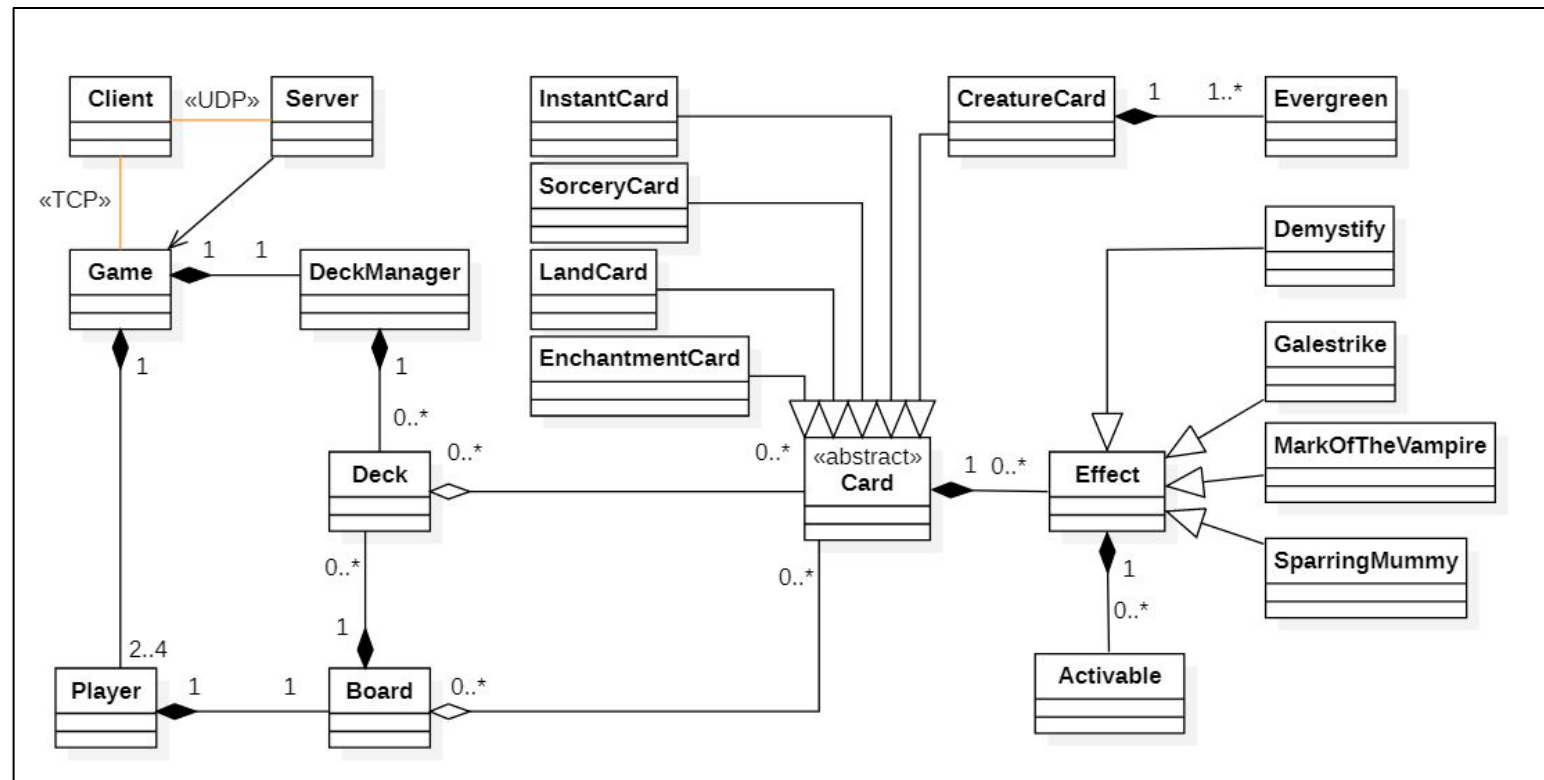 Client
«UDP»
Server
InstantCard
CreatureCard
1
1..*
Evergreen
SorceryCard
«TCP»
Demystify
Game
1
1
DeckManager
LandCard
1
1
EnchantmentCard
Galestrike
0..*
Deck
0..*
0..*
«abstract»
Card
1
0..*
Effect
MarkOfTheVampire
0..*
0..*
1
SparringMummy
0..*
1
2..4
Player
1
1
Board
0..*
Activable